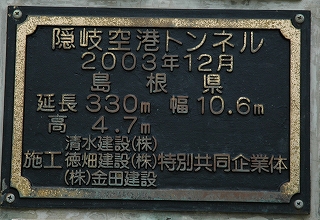 隠岐空港トンネル
2003年12月
島根県
延長 330m 幅 10.6m
高 4.7m
清水建設(株)
施工 徳畑建設(株) 特別共同企業体
(株)金田建設